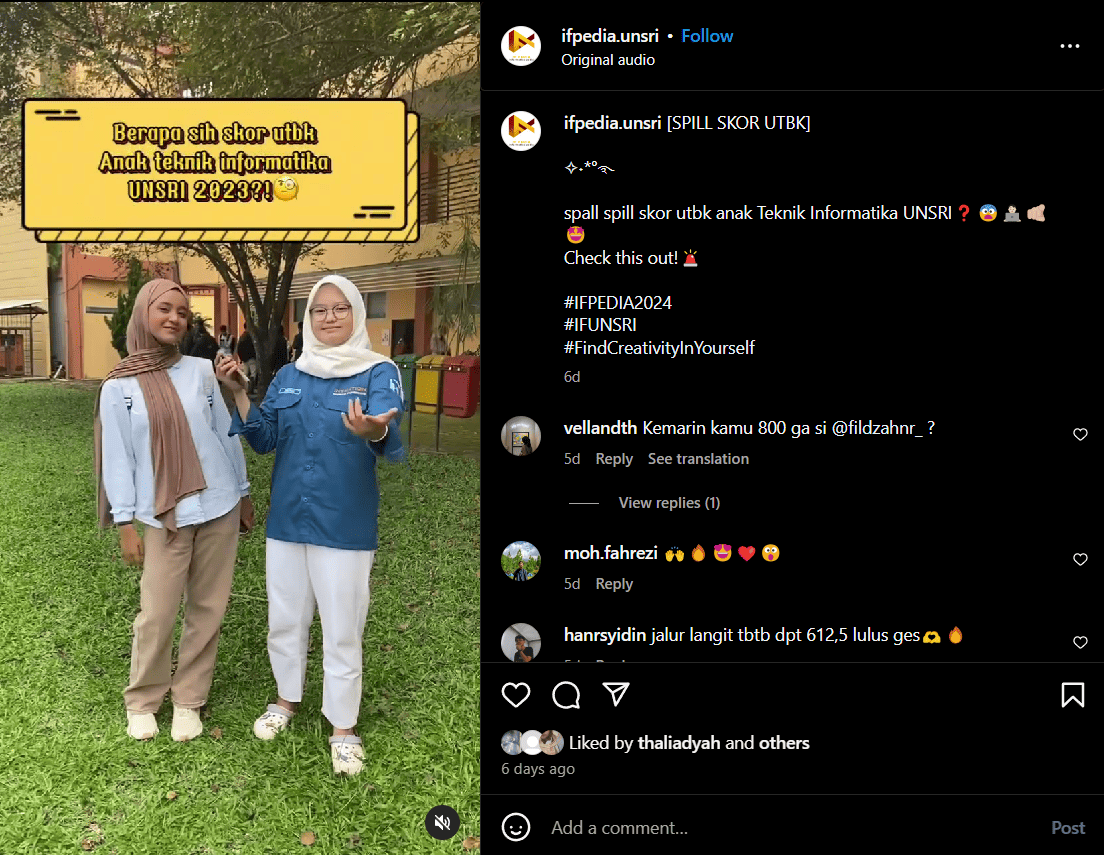 Berapa sih skor utbk
Anak teknik informatika
UNSRI 2023?!🧐
ifpedia.unsri • Follow
Original audio
ifpedia.unsri [SPILL SKOR UTBK]
✧˖*°࿐
spall spill skor utbk anak Teknik Informatika UNSRI❓😨👨🏻‍💻👊🏻
🤩
Check this out!🚨
#IFPEDIA2024
#IFUNSRI
#FindCreativityInYourself
6d
vellandth Kemarin kamu 800 ga si @fildzahnr_ ?
5d Reply See translation
View replies (1)
moh.fahrezi 🙌🔥🤩❤️😲
5d Reply
hanrsyidin jalur langit tbtb dpt 612,5 lulus ges🫶🔥
Liked by thaliadyah and others
6 days ago
Add a comment...
Post